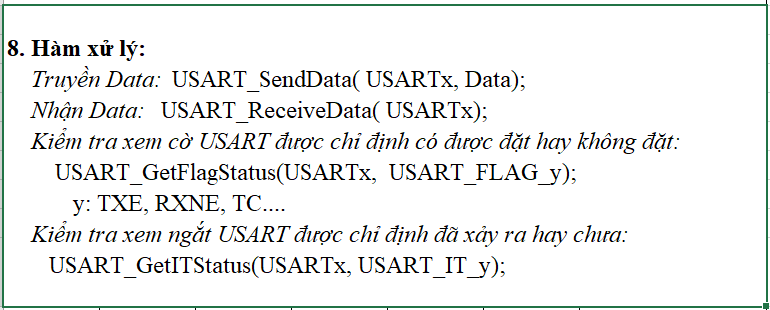 8. Hàm xử lý:
Truyền Data: USART_SendData( USARTx, Data);
Nhận Data: USART_ReceiveData( USARTx);
Kiểm tra xem cờ USART được chỉ định có được đặt hay không đặt:
USART_GetFlagStatus(USARTx, USART_FLAG_y);
y: TXE, RXNE, TC....
Kiểm tra xem ngắt USART được chỉ định đã xảy ra hay chưa:
USART_GetITStatus(USARTx, USART_IT_y);